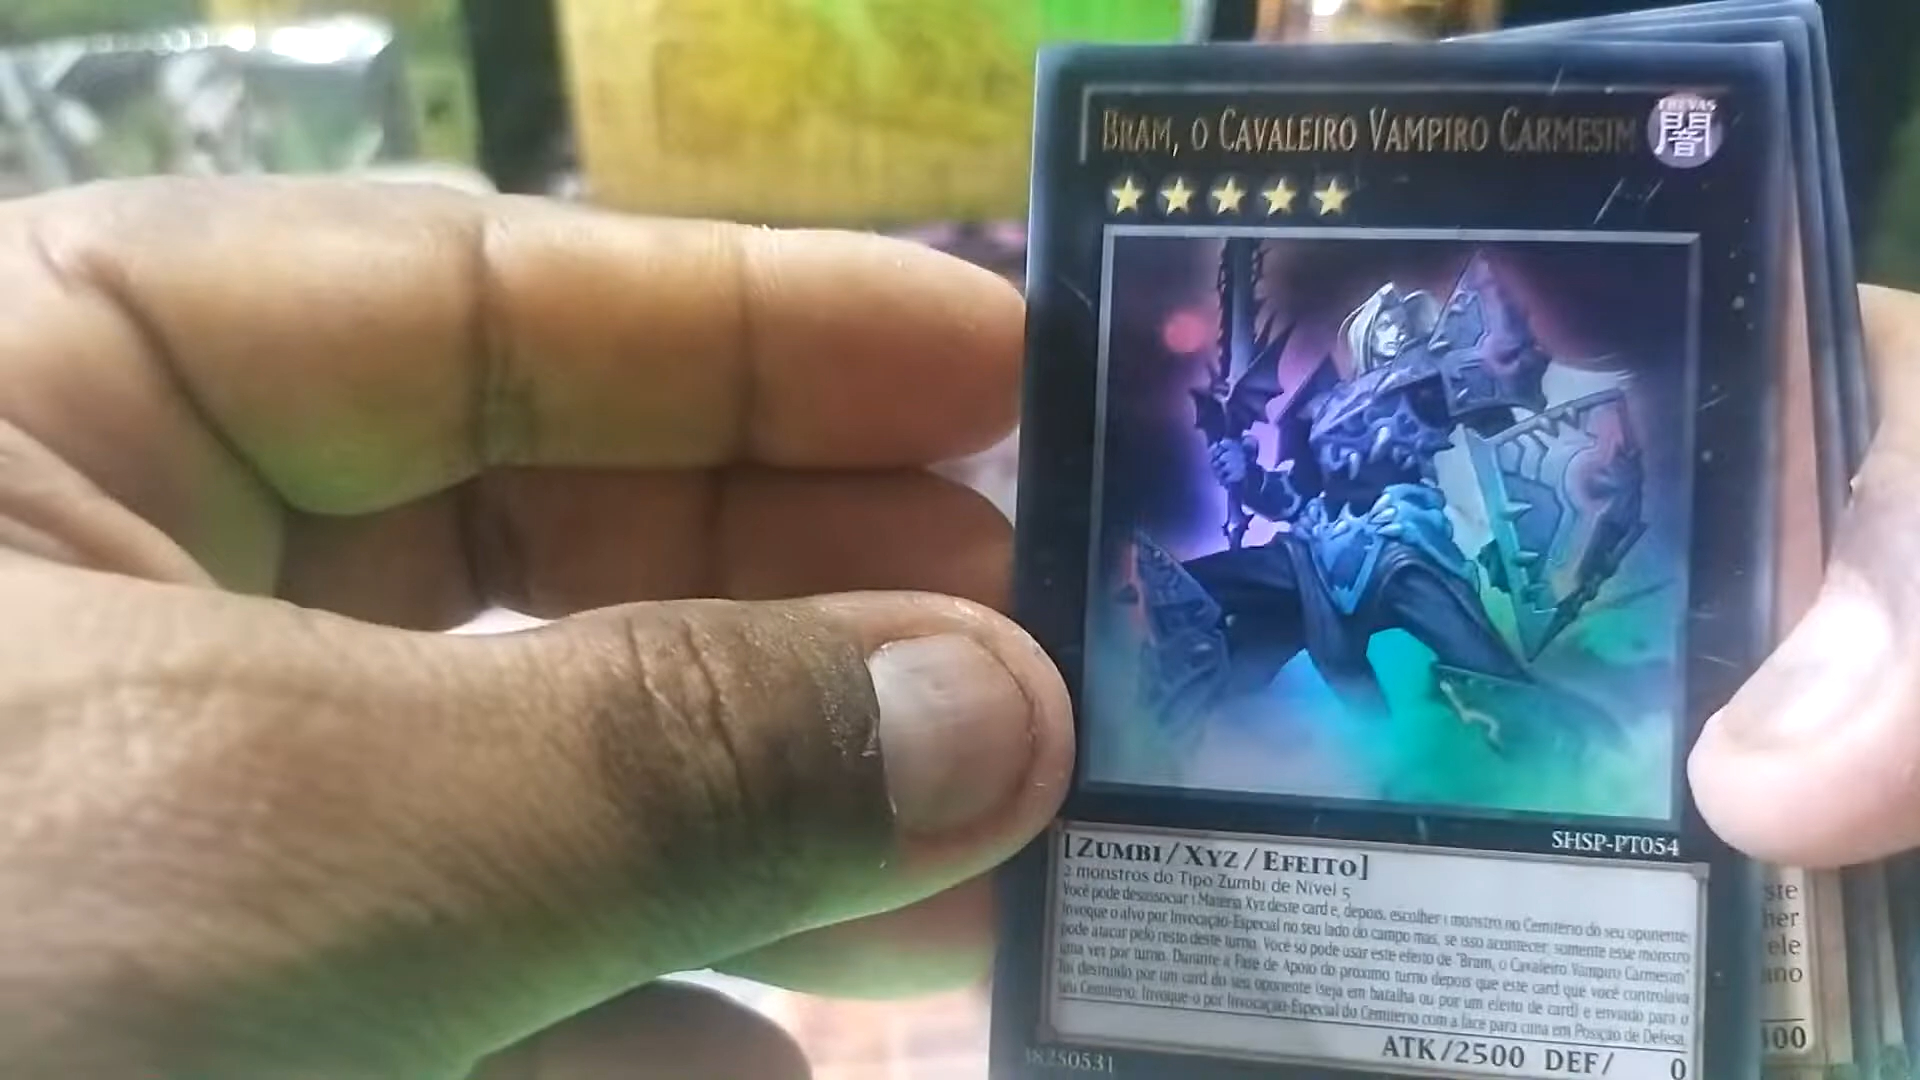 BRAM, O CAVALEIRO VAMPIRO CARMESIM
TREVAS
闇
SHSP-PT054
[ZUMBI/XYZ/EFEITO]
2 monstros do Tipo Zumbi de Nível 5
Você pode desassociar 1 Matéria Xyz deste card e, depois, escolher 1 monstro no Cemitério do seu oponente;
Invoque o alvo por Invocação-Especial no seu lado do campo mas, se isso acontecer, somente esse monstro
pode atacar pelo resto deste turno. Você só pode usar este efeito de "Bram, o Cavaleiro Vampiro Carmesim"
uma vez por turno. Durante a Fase de Apoio do próximo turno depois que este card que você controlava
foi destruído por um card do seu oponente (seja em batalha ou por um efeito de card) e enviado para o
seu Cemitério: Invoque-o por Invocação-Especial do Cemitério com a face para cima em Posição de Defesa.
ATK/2500 DEF/ 0
38250531
ste
her
ele
ano
400